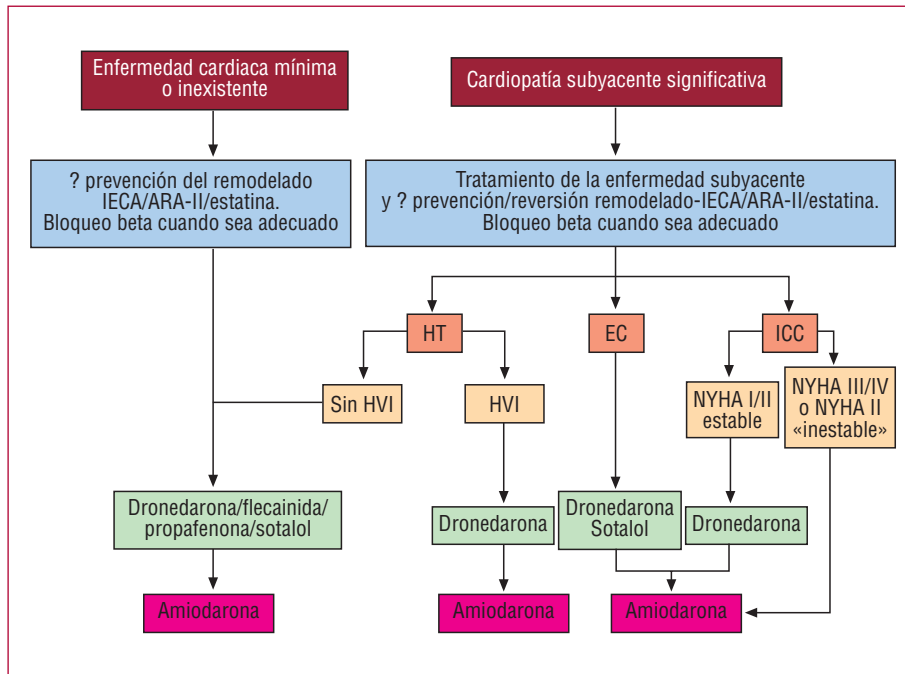 Enfermedad cardiaca mínima
o inexistente
Cardiopatía subyacente significativa
? prevención del remodelado
IECA/ARA-II/estatina.
Bloqueo beta cuando sea adecuado
Tratamiento de la enfermedad subyacente
y ? prevención/reversión remodelado-IECA/ARA-II/estatina.
Bloqueo beta cuando sea adecuado
HT
EC
ICC
Sin HVI
HVI
NYHA I/II
estable
NYHA III/IV
o NYHA II
«inestable»
Dronedarona/flecainida/
propafenona/sotalol
Dronedarona
Dronedarona
Sotalol
Dronedarona
Amiodarona
Amiodarona
Amiodarona